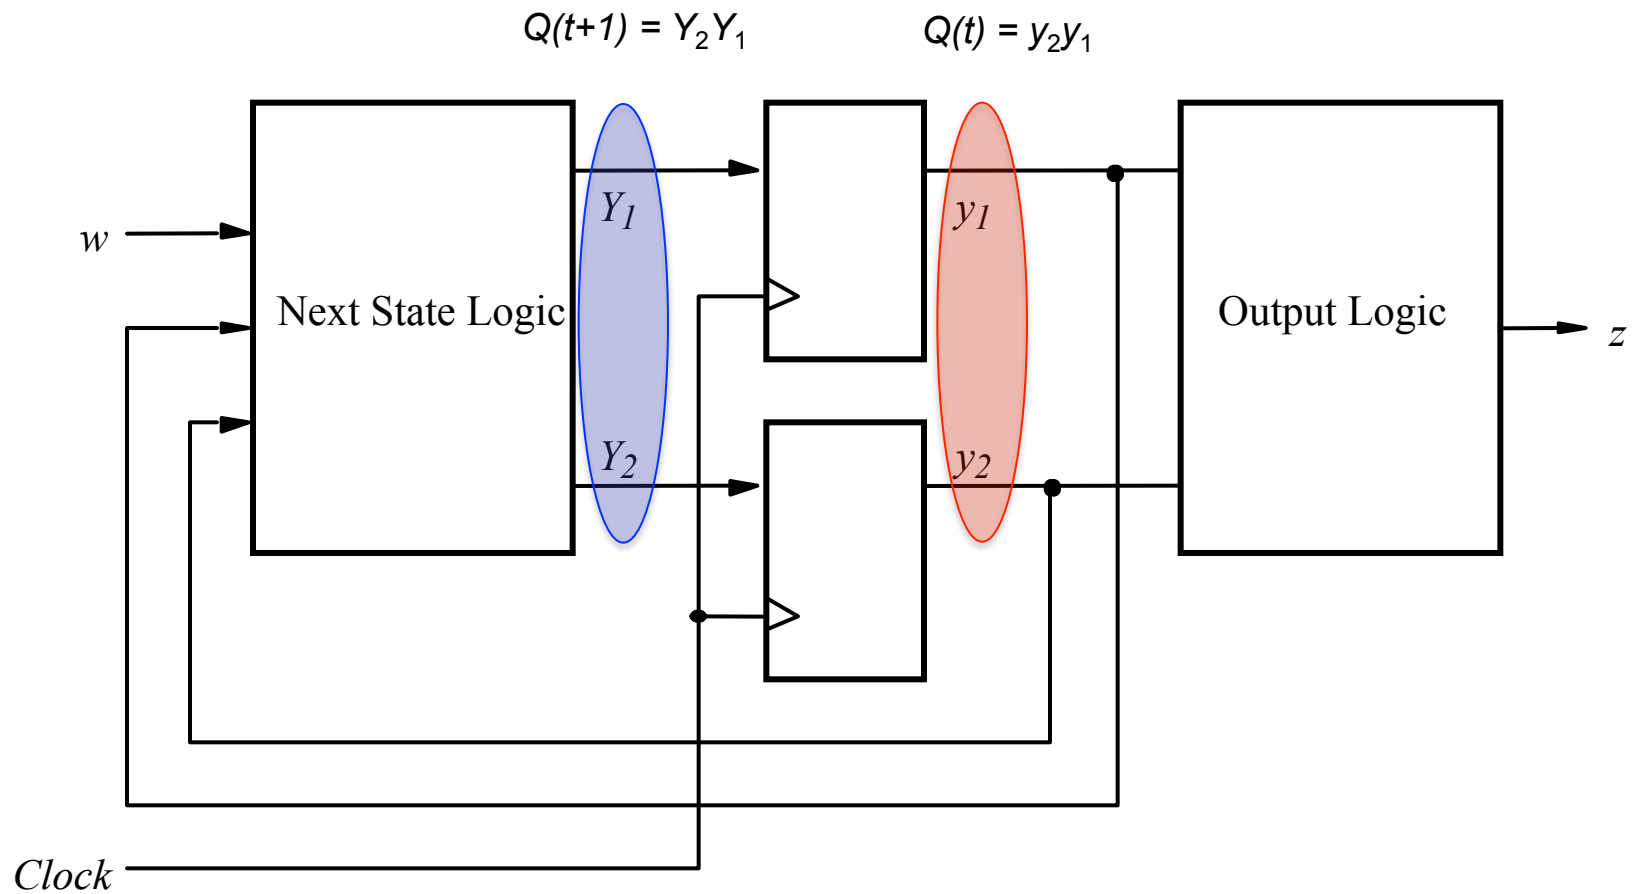 Q(t+1) = Y₂Y₁
Q(t) = y₂y₁
Y₁
y₁
w
Next State Logic
Output Logic
z
Y₂
y₂
Clock